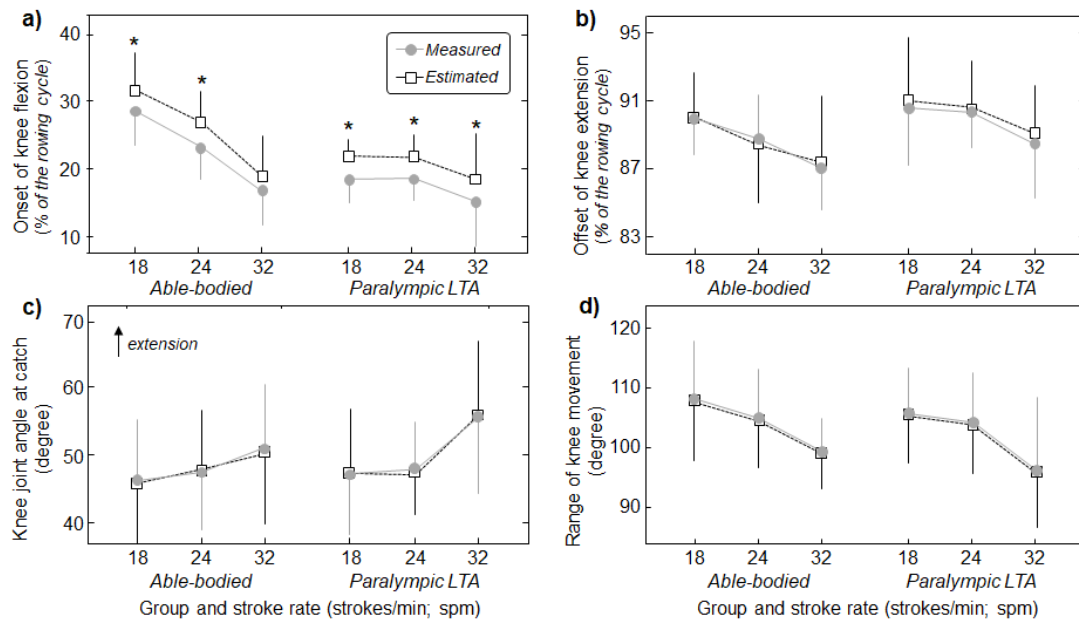 a)
40
30
20
10
Onset of knee flexion
(% of the rowing cycle)
* * * * *
Measured
Estimated
18 24 32 18 24 32
Able-bodied Paralympic LTA
b)
95
91
87
83
Offset of knee extension
(% of the rowing cycle)
18 24 32 18 24 32
Able-bodied Paralympic LTA
c)
70
60
50
40
Knee joint angle at catch
(degree)
extension
18 24 32 18 24 32
Able-bodied Paralympic LTA
Group and stroke rate (strokes/min; spm)
d)
120
110
100
90
Range of knee movement
(degree)
18 24 32 18 24 32
Able-bodied Paralympic LTA
Group and stroke rate (strokes/min; spm)